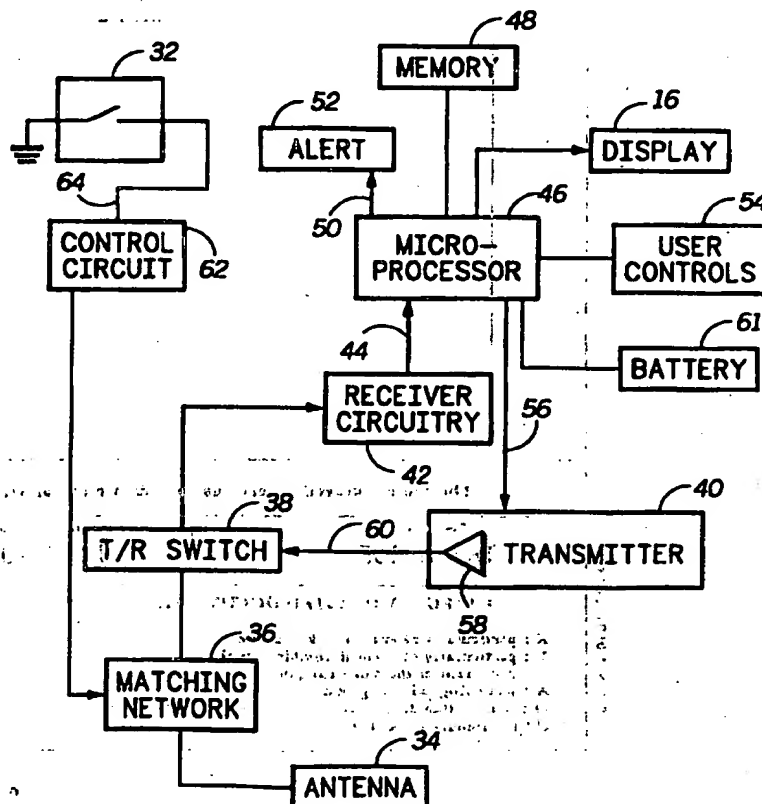 48
32
MEMORY
52
16
ALERT
DISPLAY
64
50
46
54
CONTROL
CIRCUIT
62
MICRO-
PROCESSOR
USER
CONTROLS
44
61
BATTERY
RECEIVER
CIRCUITRY
42
56
38
40
T/R SWITCH
60
TRANSMITTER
58
36
MATCHING
NETWORK
34
ANTENNA